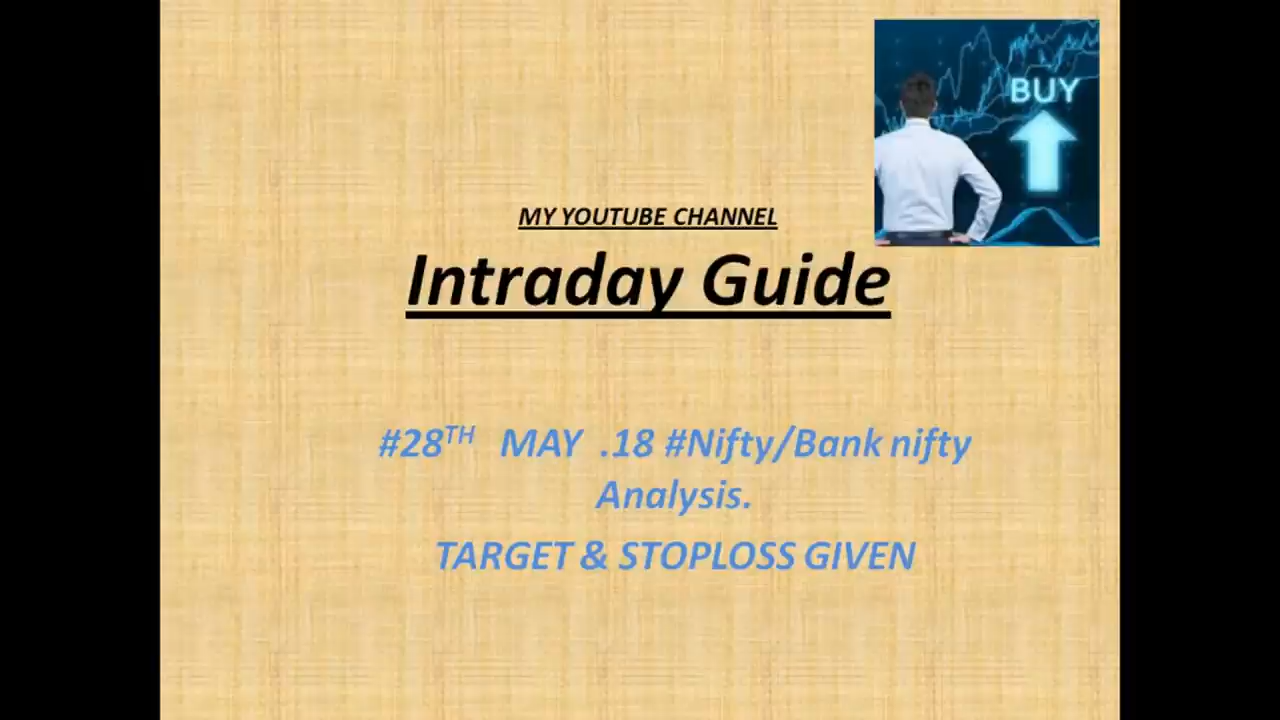 BUY
MY YOUTUBE CHANNEL
Intraday Guide
#28TH MAY .18 #Nifty/Bank nifty
Analysis.
TARGET & STOPLOSS GIVEN